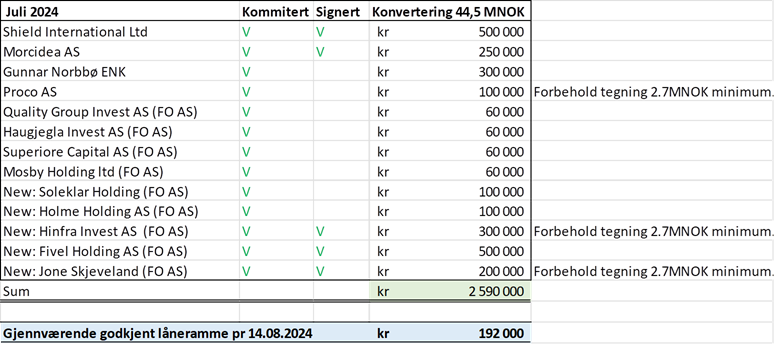 Juli 2024 Kommitert Signert Konvertering 44,5 MNOK
Shield International Ltd V V kr 500 000
Morcidea AS V V kr 250 000
Gunnar Norbbø ENK V kr 300 000
Proco AS V kr 100 000 Forbehold tegning 2.7MNOK minimum.
Quality Group Invest AS (FO AS) V kr 60 000
Haugjegla Invest AS (FO AS) V kr 60 000
Superiore Capital AS (FO AS) V kr 60 000
Mosby Holding ltd (FO AS) V kr 60 000
New: Soleklar Holding (FO AS) V kr 100 000
New: Holme Holding AS (FO AS) V kr 100 000
New: Hinfra Invest AS (FO AS) V V kr 300 000 Forbehold tegning 2.7MNOK minimum.
New: Fivel Holding AS (FO AS) V V kr 500 000
New: Jone Skjeveland (FO AS) V V kr 200 000 Forbehold tegning 2.7MNOK minimum.
Sum kr 2 590 000
Gjennværende godkjent låneramme pr 14.08.2024 kr 192 000